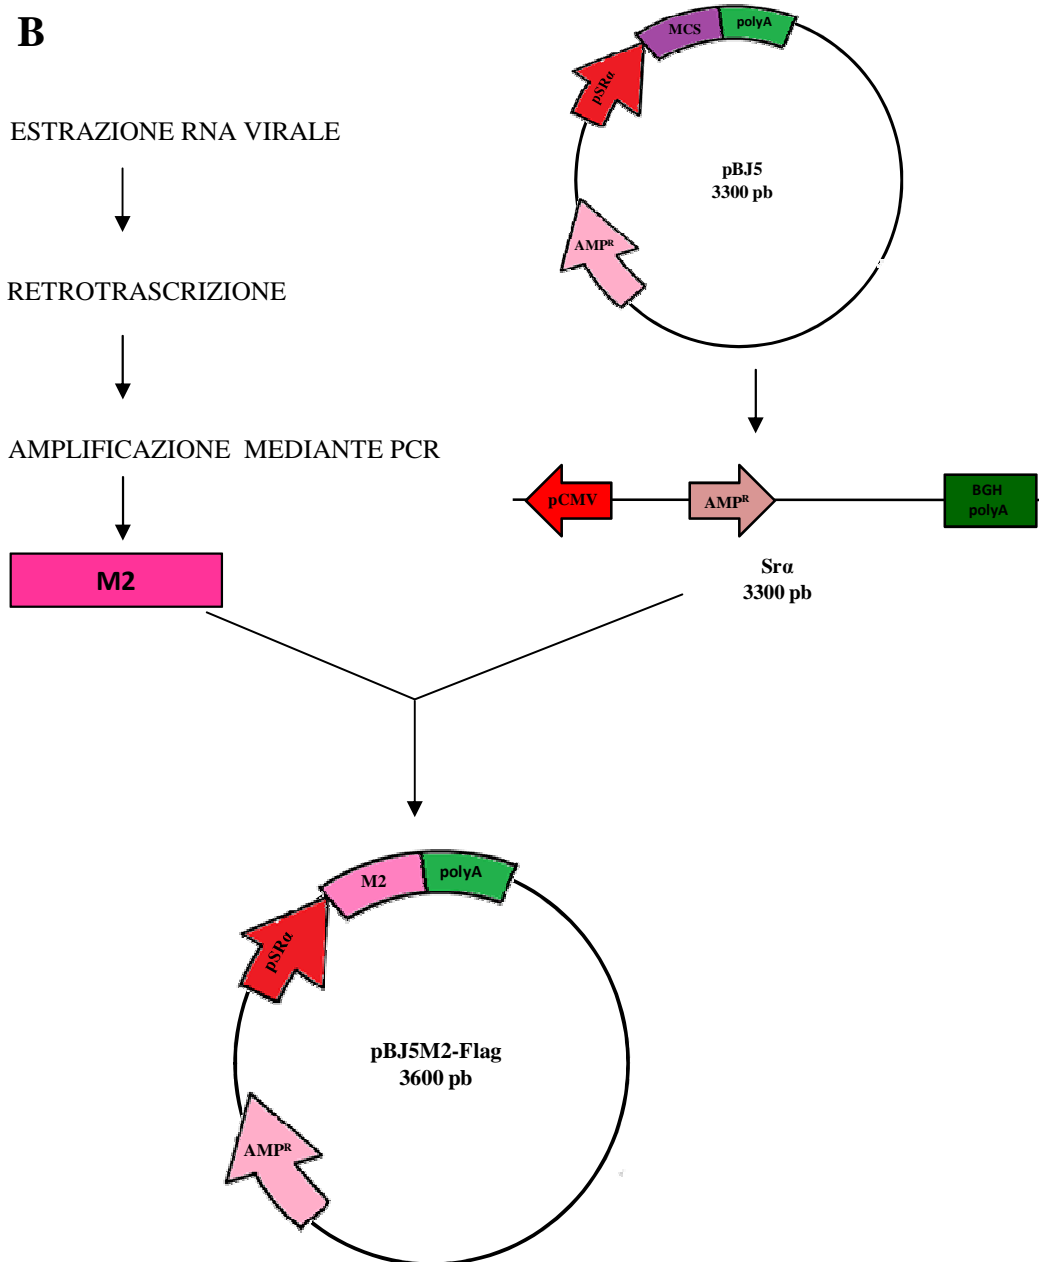 B
ESTRAZIONE RNA VIRALE
RETROTRASCRIZIONE
AMPLIFICAZIONE MEDIANTE PCR
M2
MCS
polyA
pSRα
pBJ5
3300 pb
AMPᴿ
pCMV
AMPᴿ
BGH
polyA
Srα
3300 pb
M2
polyA
pSRα
pBJ5M2-Flag
3600 pb
AMPᴿ